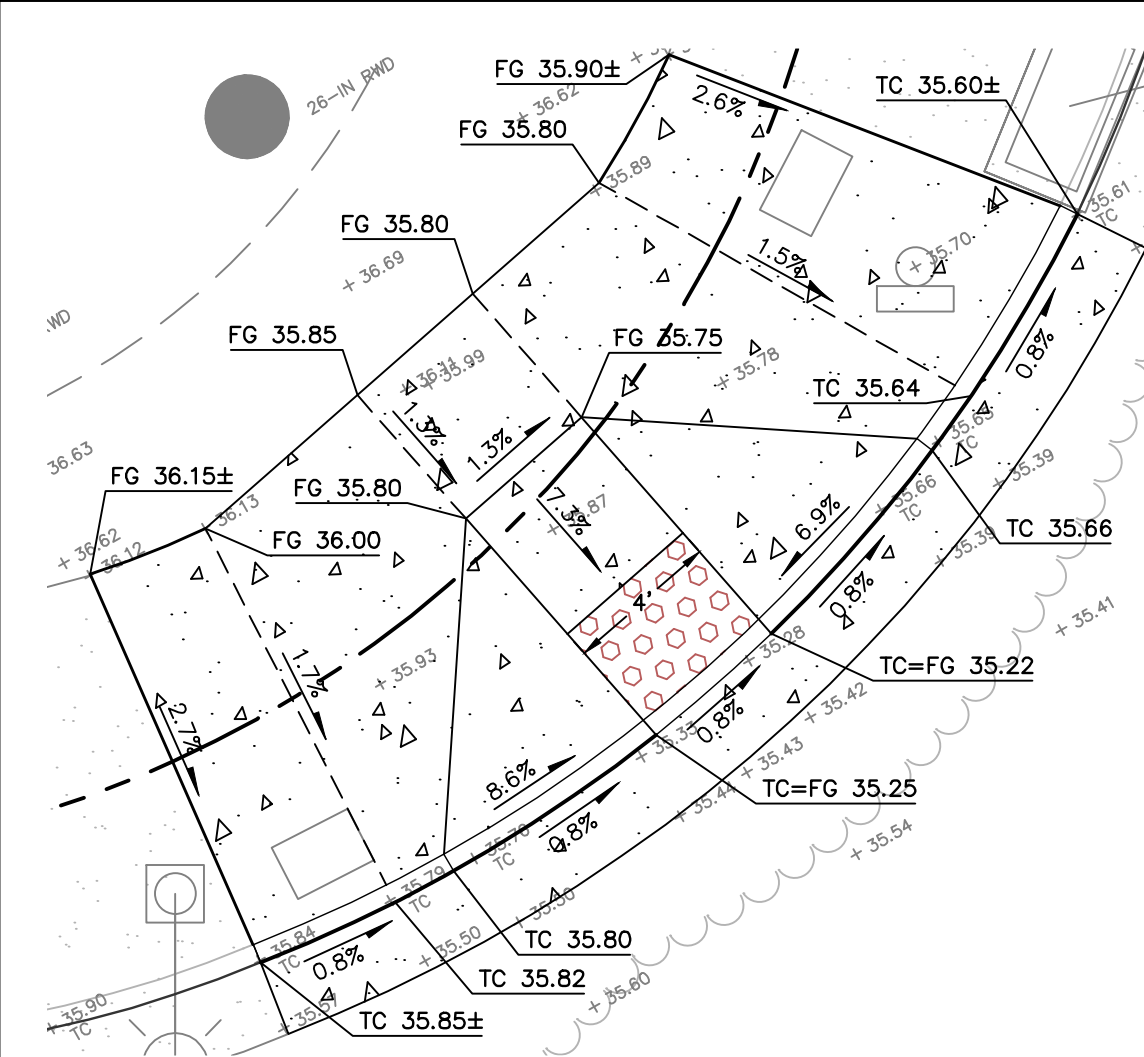 FG 35.90±
2.6%
TC 35.60±
26-IN RWD
+ 36.62
FG 35.80
+ 35.89
+ 35.61
TC
FG 35.80
+ 36.69
1.5%
+ 35.70
FG 35.85
FG 35.75
0.8%
+ 36.11
+ 35.99
+ 35.78
TC 35.64
1.3%
1.3%
+ 35.65
TC
36.63
FG 36.15±
FG 35.80
+ 35.39
+ 36.13
7.3%
+ 35.87
6.9%
35.66
TC
TC 35.66
+ 36.62
+ 36.12
FG 36.00
+ 35.39
4'
0.8%
+ 35.41
+ 35.28
1.7%
+ 35.93
TC=FG 35.22
2.7%
0.8%
+ 35.42
+ 35.33
+ 35.43
8.6%
TC=FG 35.25
+ 35.44
0.8%
+ 35.54
+ 35.76
TC
+ 35.79
TC
+ 35.50
35.84
TC
0.8%
+ 35.50
TC 35.80
TC 35.82
+ 35.60
+ 35.90
TC
+ 35.57
TC 35.85±